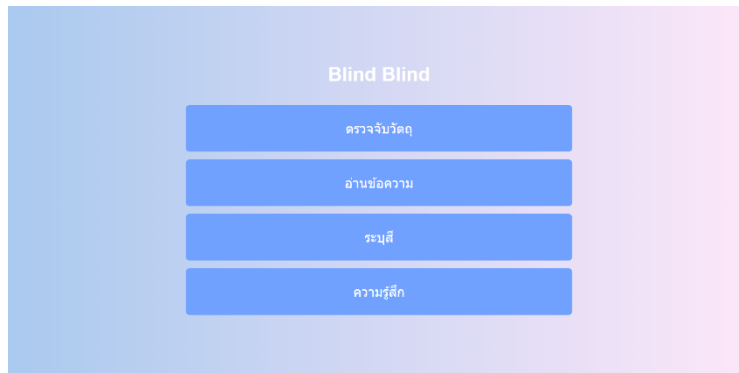 Blind Blind
ตรวจจับวัตถุ
อ่านข้อความ
ระบุสี
ความรู้สึก